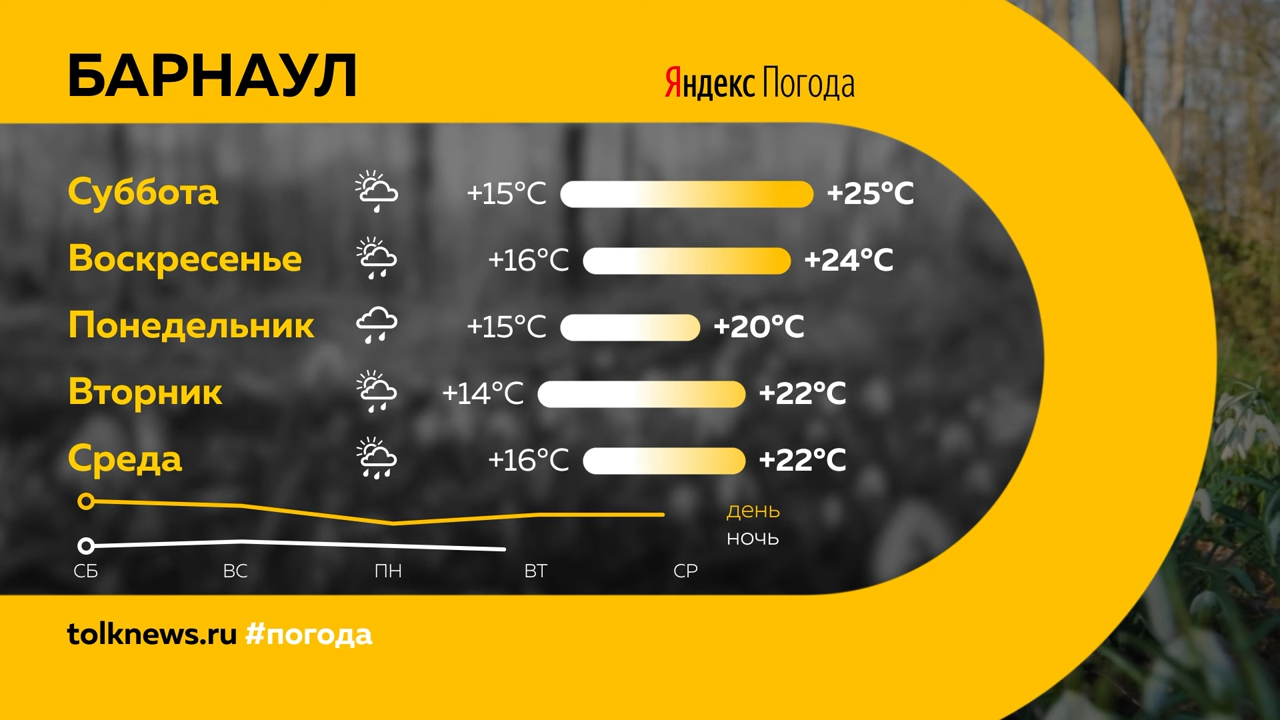 БАРНАУЛ
Яндекс Погода
Суббота +15°C +25°C
Воскресенье +16°C +24°C
Понедельник +15°C +20°C
Вторник +14°C +22°C
Среда +16°C +22°C
день
ночь
СБ ВС ПН ВТ СР
tolknews.ru #погода